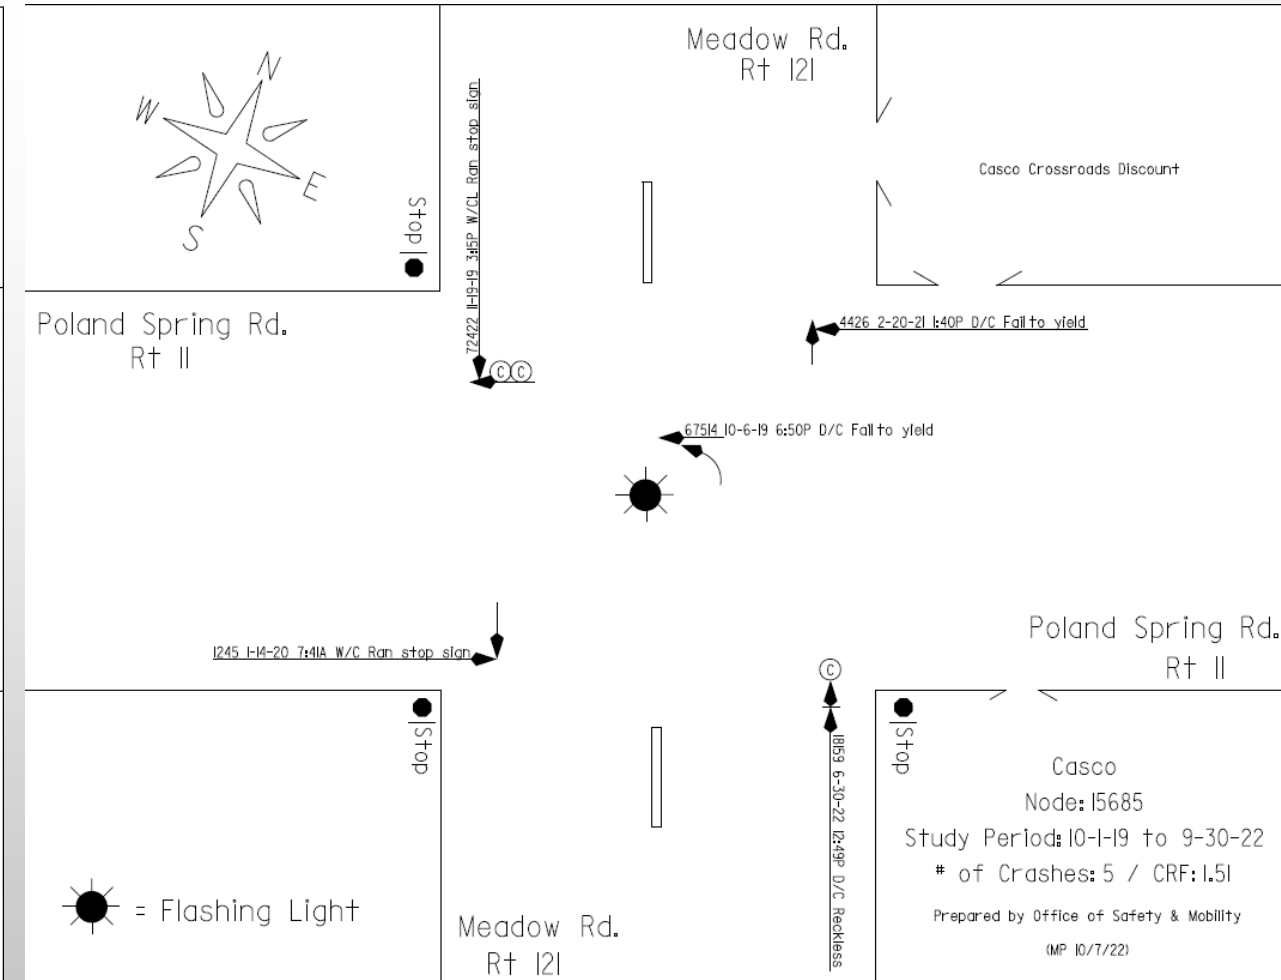 N
W
E
S
Stop
Poland Spring Rd.
Rt 11
72422 11-19-19 3:15P W/CL Ran stop sign
C C
Meadow Rd.
Rt 121
Casco Crossroads Discount
4426 2-20-21 1:40P D/C Fail to yield
67514 10-6-19 6:50P D/C Fail to yield
1245 1-14-20 7:41A W/C Ran stop sign
Stop
= Flashing Light
Meadow Rd.
Rt 121
C
18159 6-30-22 12:49P D/C Reckless
Poland Spring Rd.
Rt 11
Stop
Casco
Node: 15685
Study Period: 10-1-19 to 9-30-22
# of Crashes: 5 / CRF: 1.51
Prepared by Office of Safety & Mobility
(MP 10/7/22)